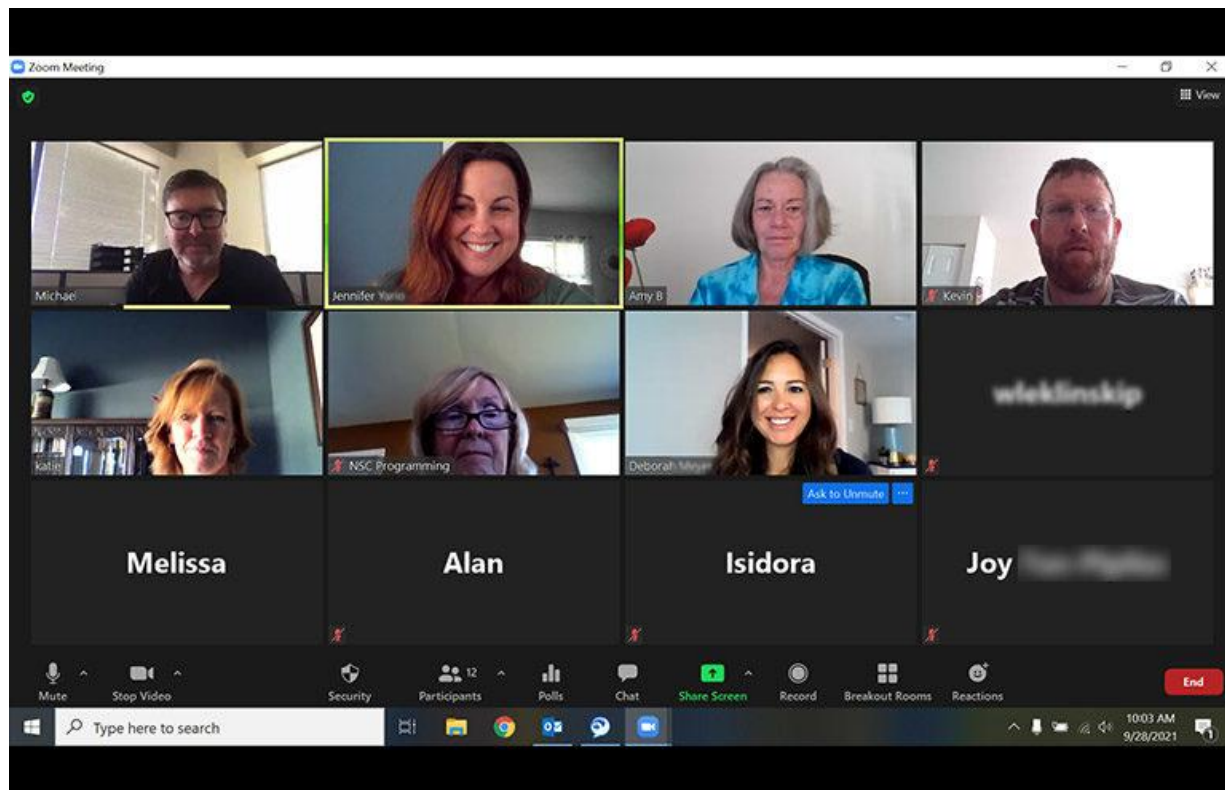 Zoom Meeting
View
Michael
Jennifer
Amy B
Kevin
katie
NSC Programming
Deborah
Ask to Unmute ...
Melissa
Alan
Isidora
Joy
12
Mute
Stop Video
Security
Participants
Polls
Chat
Share Screen
Record
Breakout Rooms
Reactions
End
Type here to search
10:03 AM
9/28/2021
1